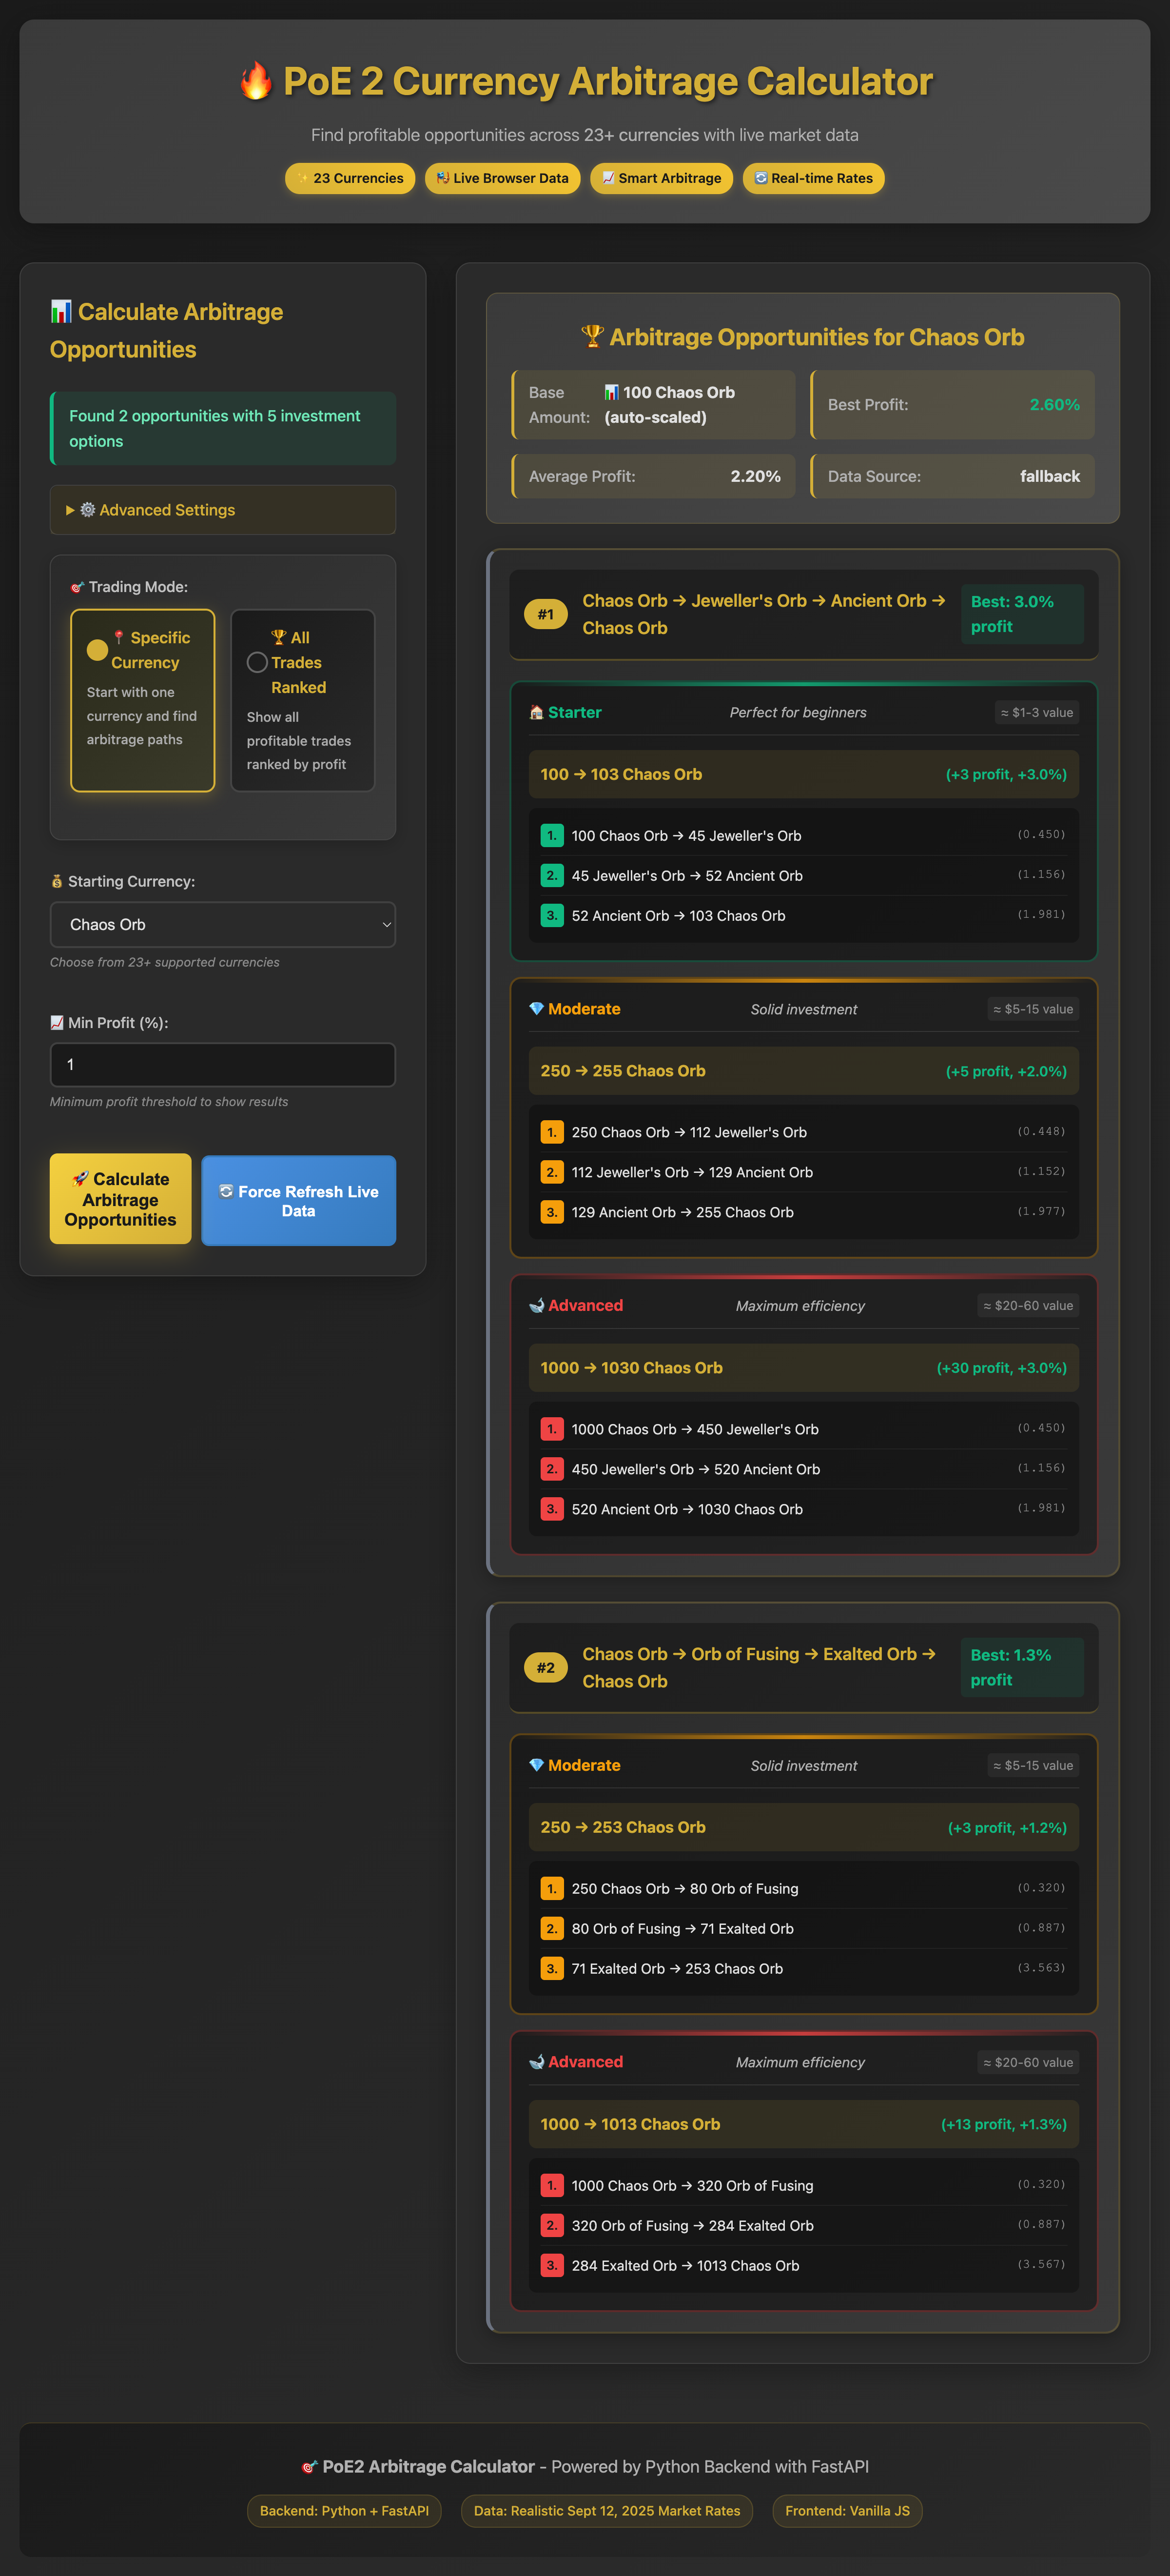 🔥 PoE 2 Currency Arbitrage Calculator
Find profitable opportunities across 23+ currencies with live market data
✨ 23 Currencies
Live Browser Data
📈 Smart Arbitrage
🔄 Real-time Rates
📊 Calculate Arbitrage
Opportunities
Found 2 opportunities with 5 investment
options
▶ ⚙️ Advanced Settings
🎯 Trading Mode:
📍 Specific
Currency
Start with one
currency and find
arbitrage paths
🏆 All
Trades
Ranked
Show all
profitable trades
ranked by profit
💰 Starting Currency:
Chaos Orb
Choose from 23+ supported currencies
📈 Min Profit (%):
1
Minimum profit threshold to show results
🚀 Calculate
Arbitrage
Opportunities
🔄 Force Refresh Live
Data
🏆 Arbitrage Opportunities for Chaos Orb
Base
Amount:
📊 100 Chaos Orb
(auto-scaled)
Best Profit: 2.60%
Average Profit: 2.20%
Data Source: fallback
#1
Chaos Orb → Jeweller's Orb → Ancient Orb →
Chaos Orb
Best: 3.0%
profit
🏠 Starter Perfect for beginners ≈ $1-3 value
100 → 103 Chaos Orb (+3 profit, +3.0%)
1. 100 Chaos Orb → 45 Jeweller's Orb (0.450)
2. 45 Jeweller's Orb → 52 Ancient Orb (1.156)
3. 52 Ancient Orb → 103 Chaos Orb (1.981)
💎 Moderate Solid investment ≈ $5-15 value
250 → 255 Chaos Orb (+5 profit, +2.0%)
1. 250 Chaos Orb → 112 Jeweller's Orb (0.448)
2. 112 Jeweller's Orb → 129 Ancient Orb (1.152)
3. 129 Ancient Orb → 255 Chaos Orb (1.977)
🐋 Advanced Maximum efficiency ≈ $20-60 value
1000 → 1030 Chaos Orb (+30 profit, +3.0%)
1. 1000 Chaos Orb → 450 Jeweller's Orb (0.450)
2. 450 Jeweller's Orb → 520 Ancient Orb (1.156)
3. 520 Ancient Orb → 1030 Chaos Orb (1.981)
#2
Chaos Orb → Orb of Fusing → Exalted Orb →
Chaos Orb
Best: 1.3%
profit
💎 Moderate Solid investment ≈ $5-15 value
250 → 253 Chaos Orb (+3 profit, +1.2%)
1. 250 Chaos Orb → 80 Orb of Fusing (0.320)
2. 80 Orb of Fusing → 71 Exalted Orb (0.887)
3. 71 Exalted Orb → 253 Chaos Orb (3.563)
🐋 Advanced Maximum efficiency ≈ $20-60 value
1000 → 1013 Chaos Orb (+13 profit, +1.3%)
1. 1000 Chaos Orb → 320 Orb of Fusing (0.320)
2. 320 Orb of Fusing → 284 Exalted Orb (0.887)
3. 284 Exalted Orb → 1013 Chaos Orb (3.567)
🎯 PoE2 Arbitrage Calculator - Powered by Python Backend with FastAPI
Backend: Python + FastAPI
Data: Realistic Sept 12, 2025 Market Rates
Frontend: Vanilla JS